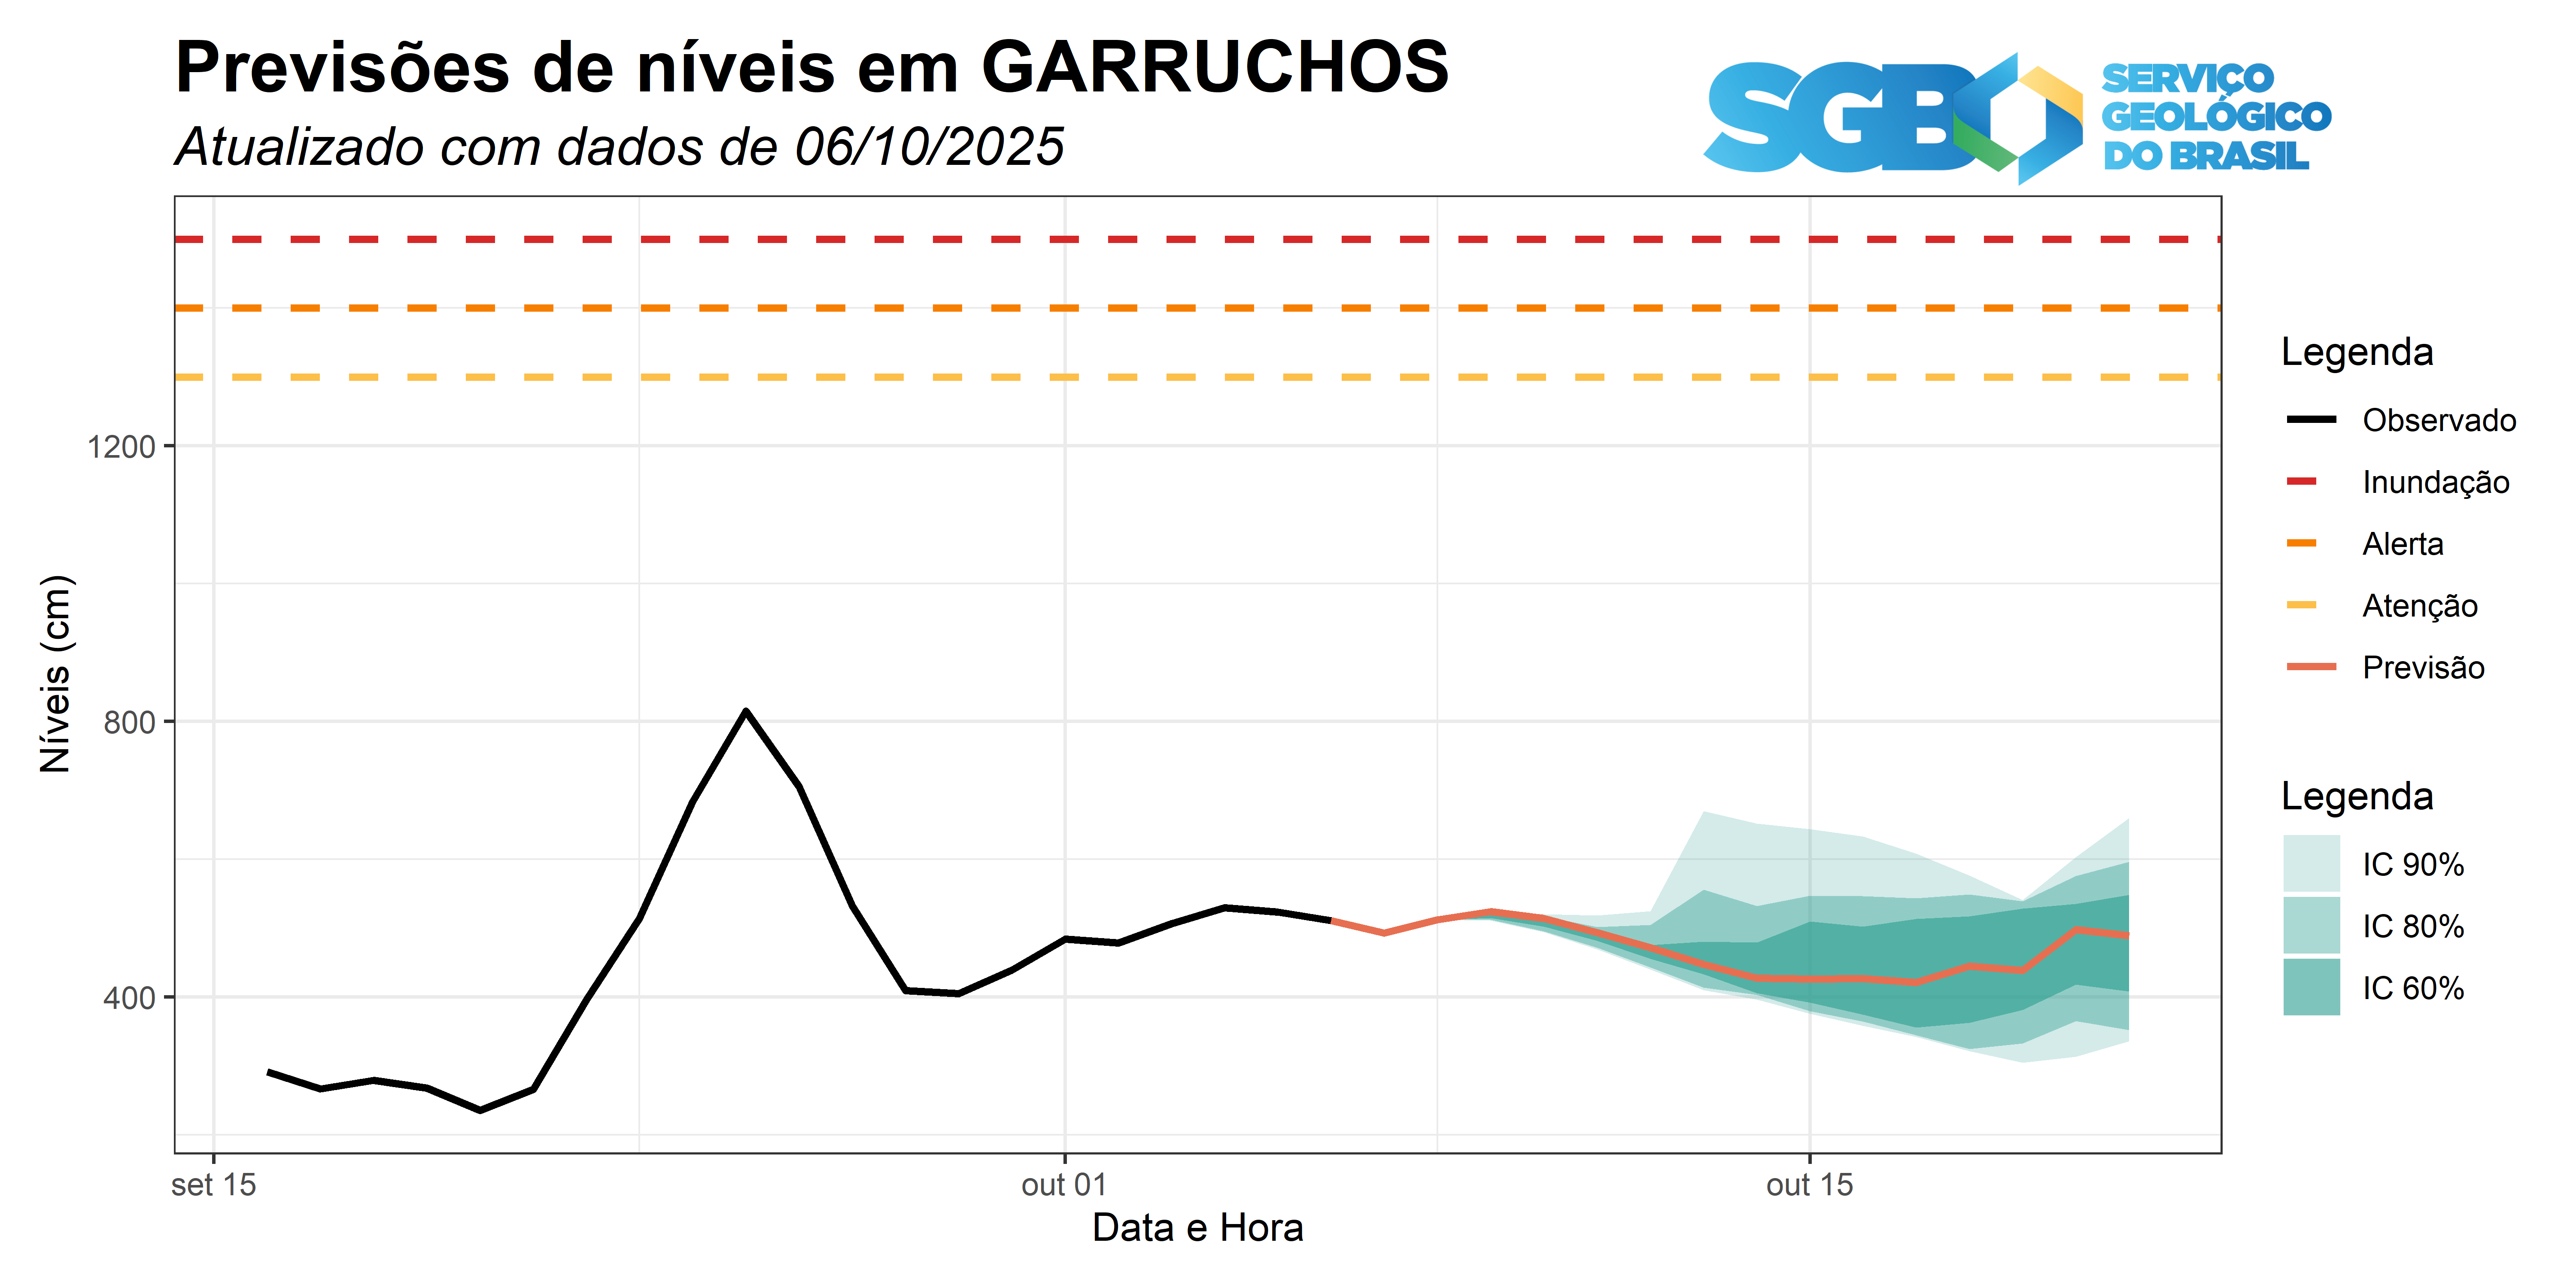 Previsões de níveis em GARRUCHOS
Atualizado com dados de 06/10/2025
SGB
SERVIÇO
GEOLÓGICO
DO BRASIL
Níveis (cm)
1200
800
400
set 15
out 01
out 15
Data e Hora
Legenda
Observado
Inundação
Alerta
Atenção
Previsão
Legenda
IC 90%
IC 80%
IC 60%